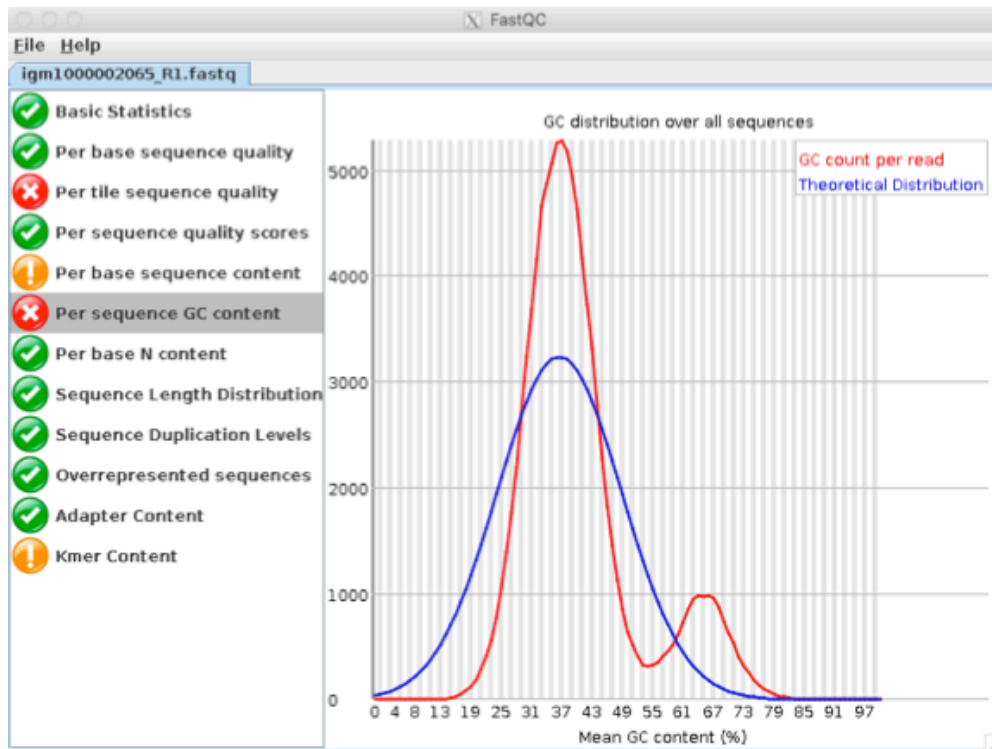 FastQC
File Help
igm1000002065_R1.fastq
Basic Statistics
Per base sequence quality
Per tile sequence quality
Per sequence quality scores
Per base sequence content
Per sequence GC content
Per base N content
Sequence Length Distribution
Sequence Duplication Levels
Overrepresented sequences
Adapter Content
Kmer Content
GC distribution over all sequences
GC count per read
Theoretical Distribution
5000
4000
3000
2000
1000
0
0 4 8 13 19 25 31 37 43 49 55 61 67 73 79 85 91 97
Mean GC content (%)